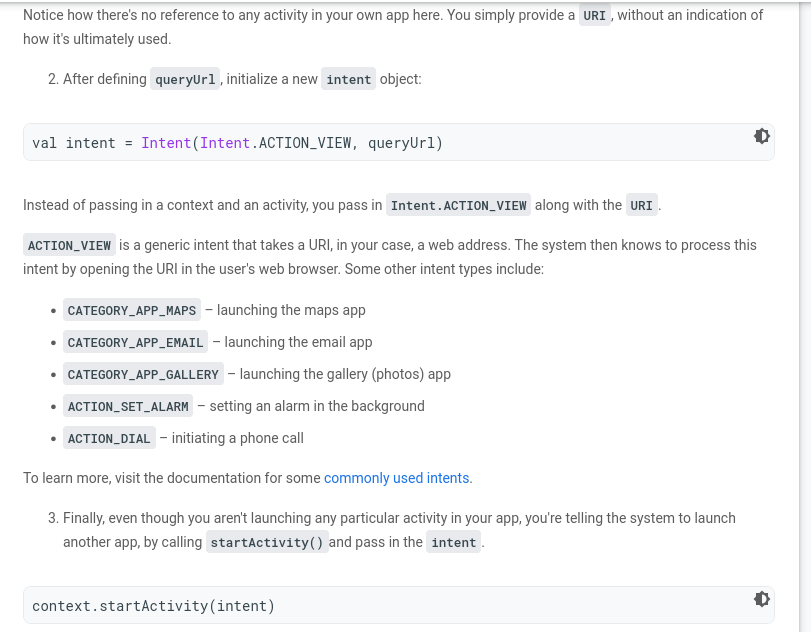 Notice how there's no reference to any activity in your own app here. You simply provide a URI, without an indication of
how it's ultimately used.
2. After defining queryUrl, initialize a new intent object:
val intent = Intent(Intent.ACTION_VIEW, queryUrl)
Instead of passing in a context and an activity, you pass in Intent.ACTION_VIEW along with the URI.
ACTION_VIEW is a generic intent that takes a URI, in your case, a web address. The system then knows to process this
intent by opening the URI in the user's web browser. Some other intent types include:
• CATEGORY_APP_MAPS – launching the maps app
• CATEGORY_APP_EMAIL – launching the email app
• CATEGORY_APP_GALLERY – launching the gallery (photos) app
• ACTION_SET_ALARM – setting an alarm in the background
• ACTION_DIAL – initiating a phone call
To learn more, visit the documentation for some commonly used intents.
3. Finally, even though you aren't launching any particular activity in your app, you're telling the system to launch
another app, by calling startActivity() and pass in the intent.
context.startActivity(intent)